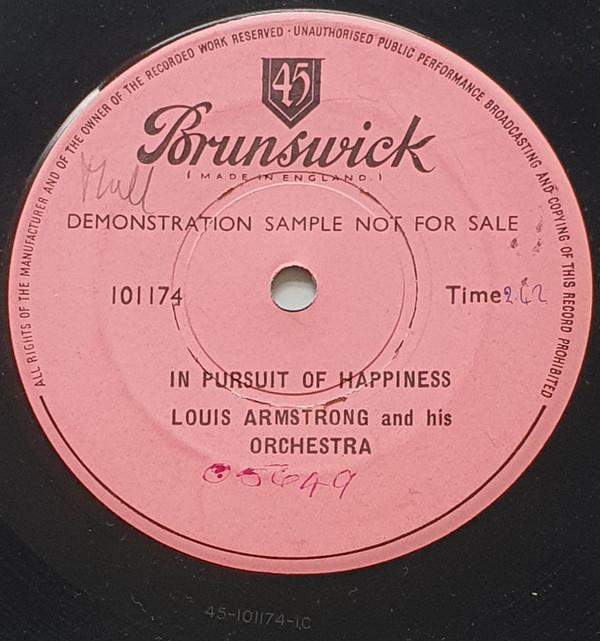 ALL RIGHTS OF THE MANUFACTURER AND OF THE OWNER OF THE RECORDED WORK RESERVED · UNAUTHORISED PUBLIC PERFORMANCE BROADCASTING AND COPYING OF THIS RECORD PROHIBITED
45
Brunswick
(MADE IN ENGLAND.)
DEMONSTRATION SAMPLE NOT FOR SALE
101174 Time
IN PURSUIT OF HAPPINESS
LOUIS ARMSTRONG and his
ORCHESTRA
05649
45-101174-1C